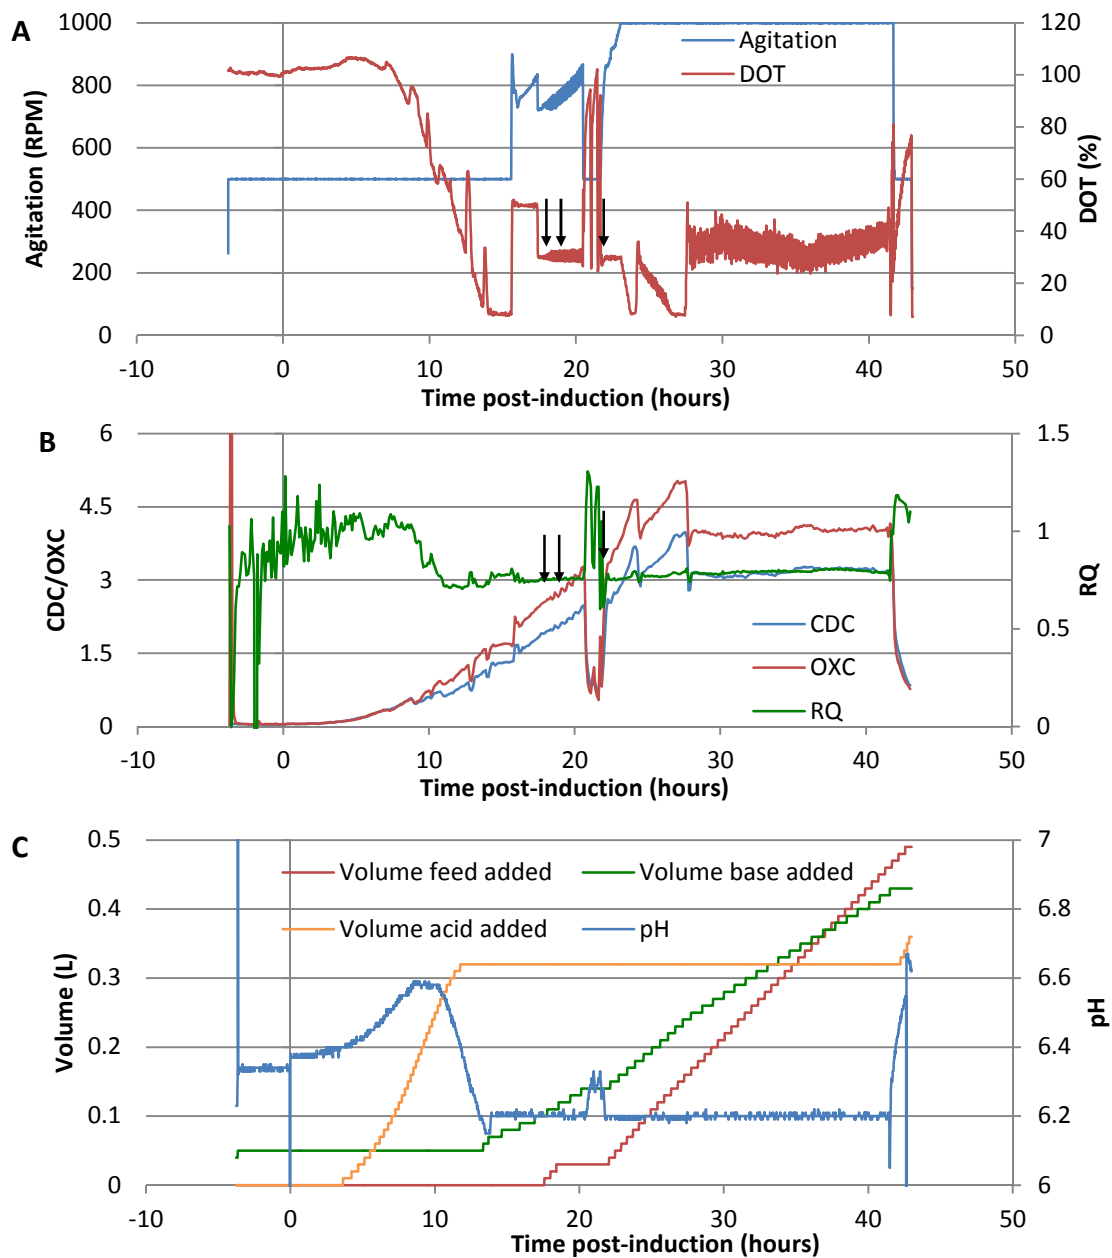 A
Agitation (RPM)
1000
800
600
400
200
0
Agitation
DOT
120
100
80
60
40
20
0
DOT (%)
-10 0 10 20 30 40 50
Time post-induction (hours)
B
CDC/OXC
6
4.5
3
1.5
0
CDC
OXC
RQ
1.5
1
0.5
0
RQ
-10 0 10 20 30 40 50
Time post-induction (hours)
C
Volume (L)
0.5
0.4
0.3
0.2
0.1
0
Volume feed added
Volume base added
Volume acid added
pH
7
6.8
6.6
6.4
6.2
6
pH
-10 0 10 20 30 40 50
Time post-induction (hours)